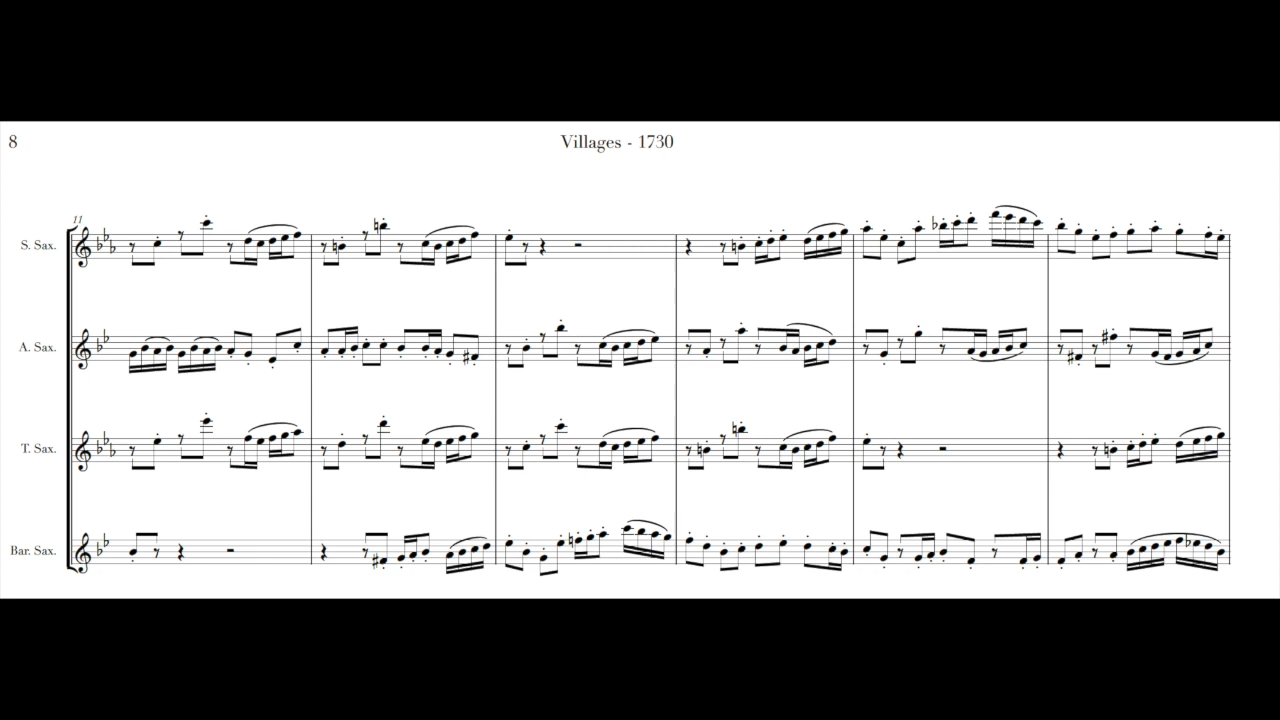 8
Villages - 1730
11
S. Sax.
A. Sax.
T. Sax.
Bar. Sax.